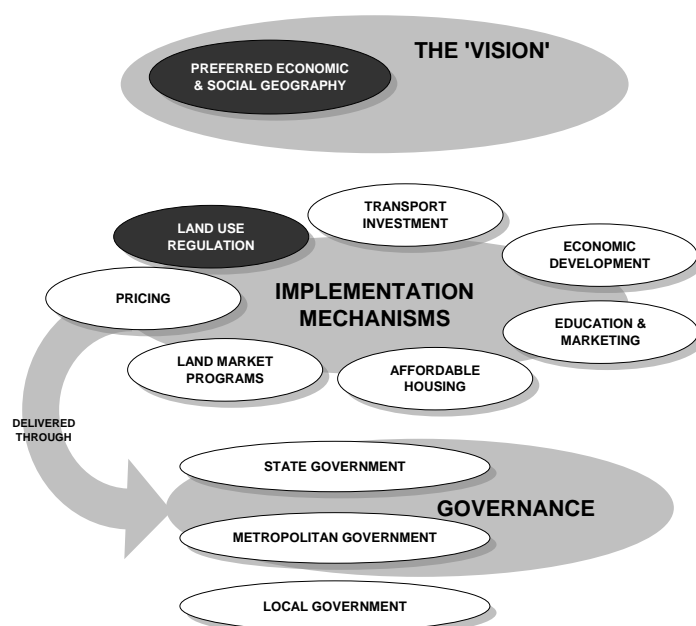 THE 'VISION'
PREFERRED ECONOMIC
& SOCIAL GEOGRAPHY
TRANSPORT
INVESTMENT
LAND USE
REGULATION
ECONOMIC
DEVELOPMENT
PRICING
IMPLEMENTATION
MECHANISMS
EDUCATION &
MARKETING
LAND MARKET
PROGRAMS
AFFORDABLE
HOUSING
DELIVERED
THROUGH
STATE GOVERNMENT
GOVERNANCE
METROPOLITAN GOVERNMENT
LOCAL GOVERNMENT